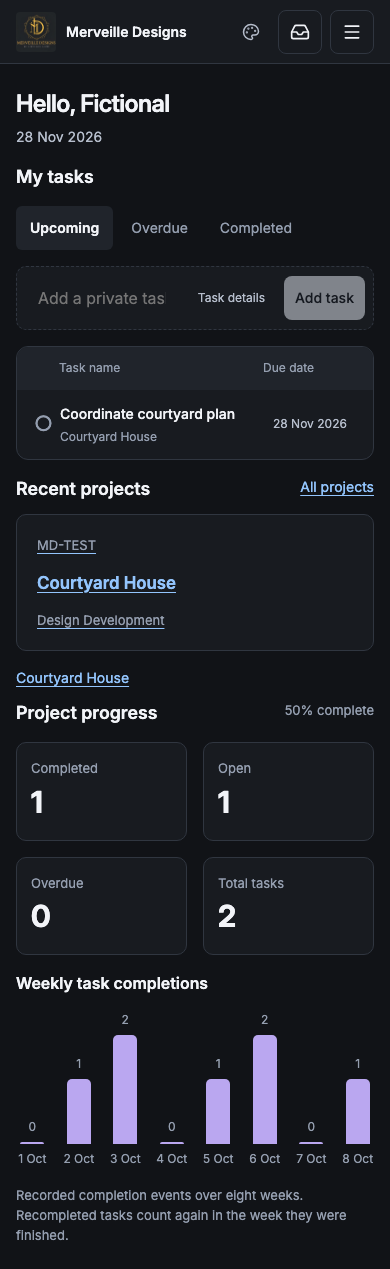 Merveille Designs
Hello, Fictional
28 Nov 2026
My tasks
Upcoming Overdue Completed
Add a private tas Task details Add task
Task name Due date
Coordinate courtyard plan
Courtyard House
28 Nov 2026
Recent projects All projects
MD-TEST
Courtyard House
Design Development
Courtyard House
Project progress 50% complete
Completed Open
1 1
Overdue Total tasks
0 2
Weekly task completions
0 1 2 0 1 2 0 1
1 Oct 2 Oct 3 Oct 4 Oct 5 Oct 6 Oct 7 Oct 8 Oct
Recorded completion events over eight weeks.
Recompleted tasks count again in the week they were
finished.